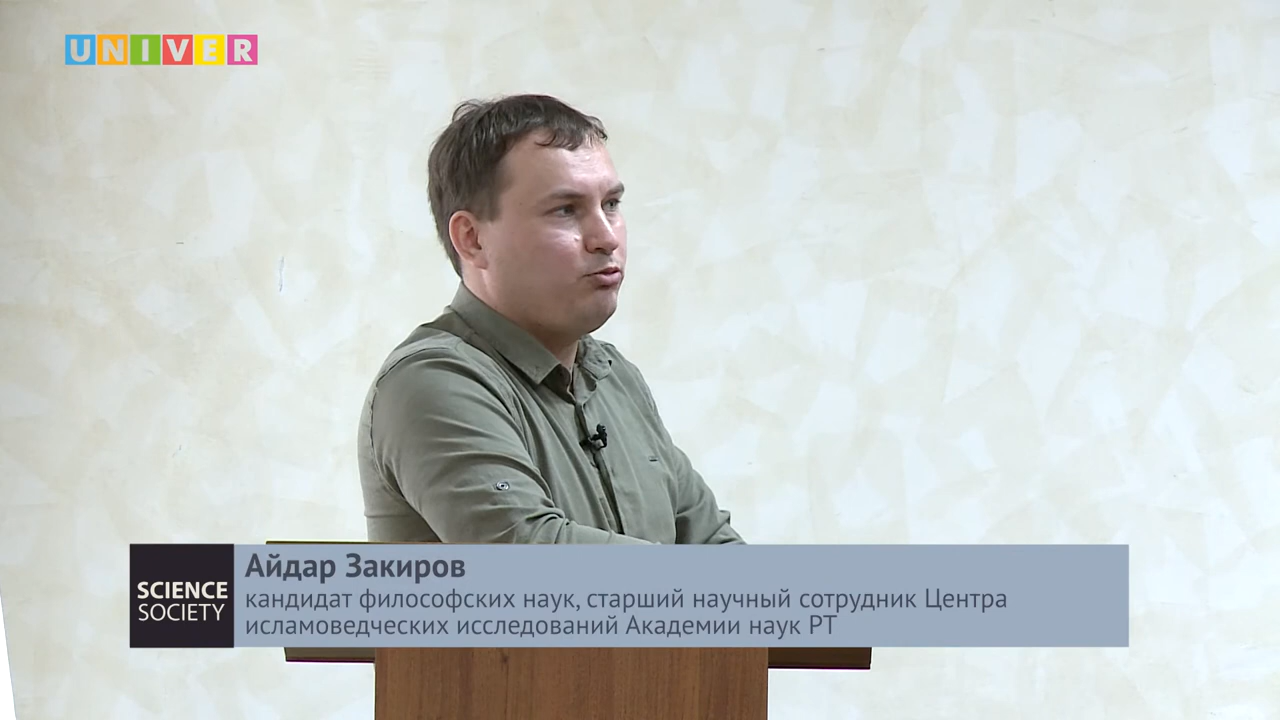 UNIVER
Айдар Закиров
SCIENCE
SOCIETY
кандидат философских наук, старший научный сотрудник Центра
исламоведческих исследований Академии наук РТ